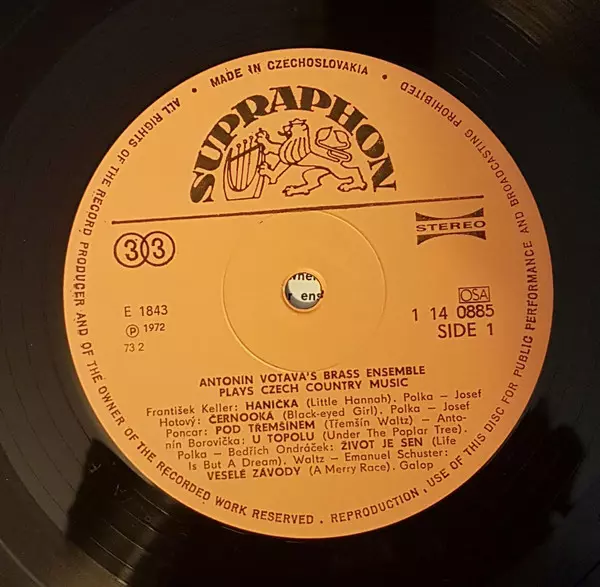 MADE IN CZECHOSLOVAKIA
ALL RIGHTS OF THE RECORD PRODUCER AND OF THE OWNER OF THE RECORDED WORK RESERVED . REPRODUCTION, USE OF THIS DISC FOR PUBLIC PERFORMANCE AND BROADCASTING PROHIBITED
SUPRAPHON
33
STEREO
wner
r ens
E 1843
℗ 1972
73 2
OSA
1 14 0885
SIDE 1
ANTONÍN VOTAVA'S BRASS ENSEMBLE
PLAYS CZECH COUNTRY MUSIC
František Keller: HANIČKA (Little Hannah). Polka – Josef
Hotový: ČERNOOKÁ (Black-eyed Girl). Polka – Josef
Poncar: POD TŘEMŠÍNEM (Třemšín Waltz) – Anto-
nín Borovička: U TOPOLU (Under The Poplar Tree).
Polka – Bedřich Ondráček: ŽIVOT JE SEN (Life
Is But A Dream). Waltz – Emanuel Schuster:
VESELÉ ZÁVODY (A Merry Race). Galop